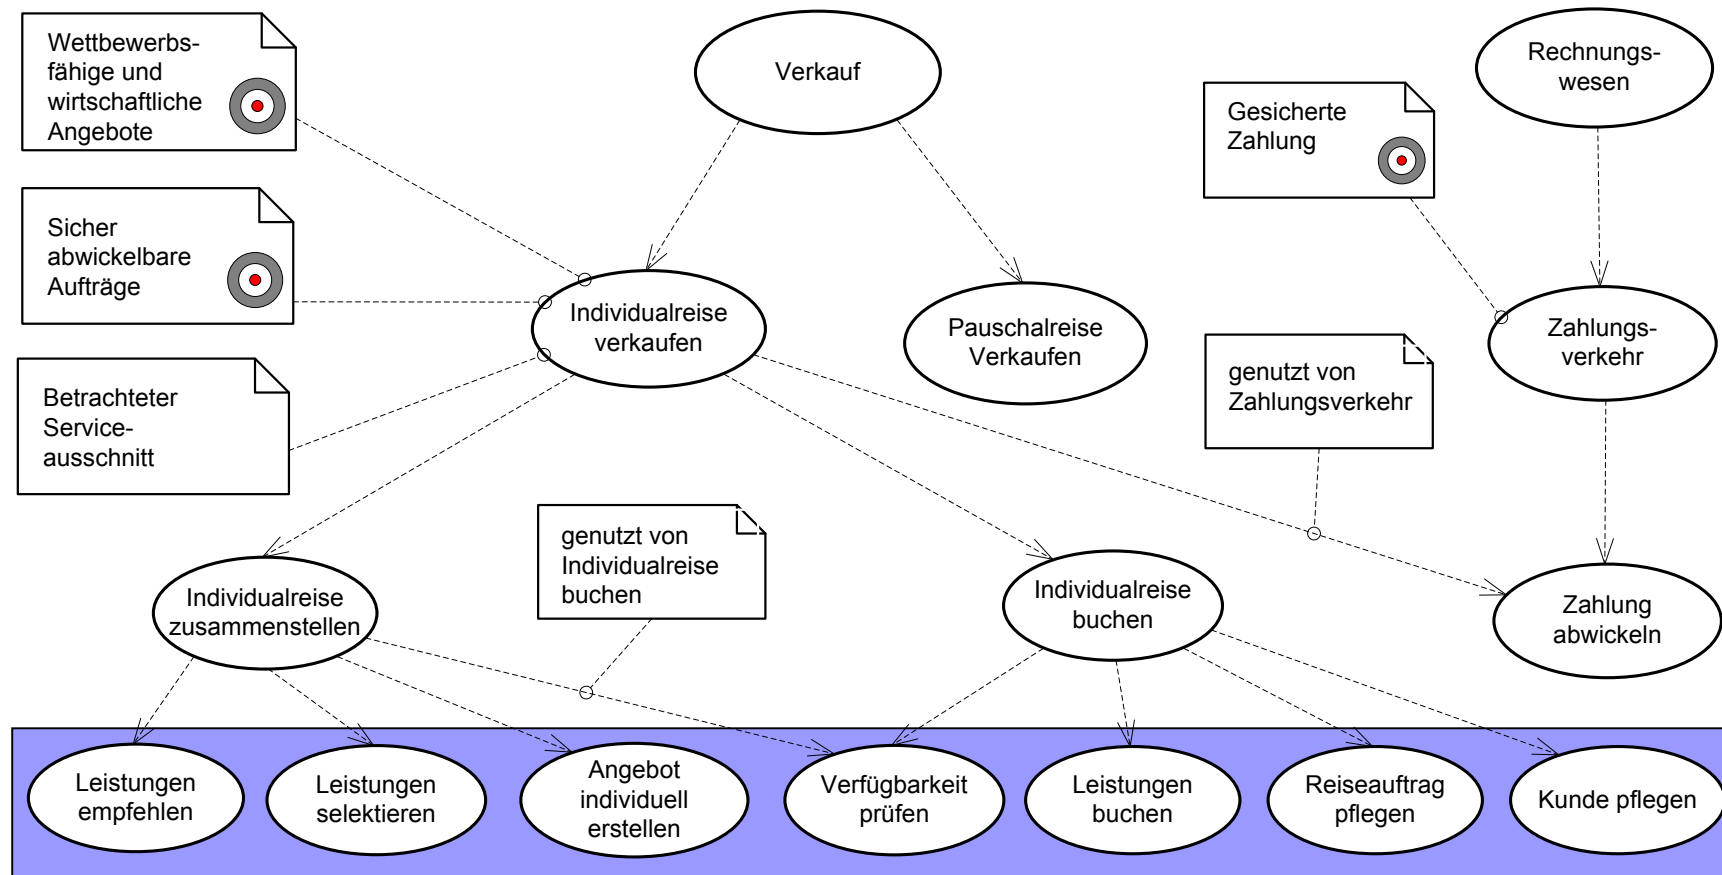 Wettbewerbs-
fähige und
wirtschaftliche
Angebote
Verkauf
Rechnungs-
wesen
Gesicherte
Zahlung
Sicher
abwickelbare
Aufträge
Individualreise
verkaufen
Pauschalreise
Verkaufen
Zahlungs-
verkehr
genutzt von
Zahlungsverkehr
Betrachteter
Service-
ausschnitt
genutzt von
Individualreise
buchen
Individualreise
zusammenstellen
Individualreise
buchen
Zahlung
abwickeln
Leistungen
empfehlen
Leistungen
selektieren
Angebot
individuell
erstellen
Verfügbarkeit
prüfen
Leistungen
buchen
Reiseauftrag
pflegen
Kunde pflegen